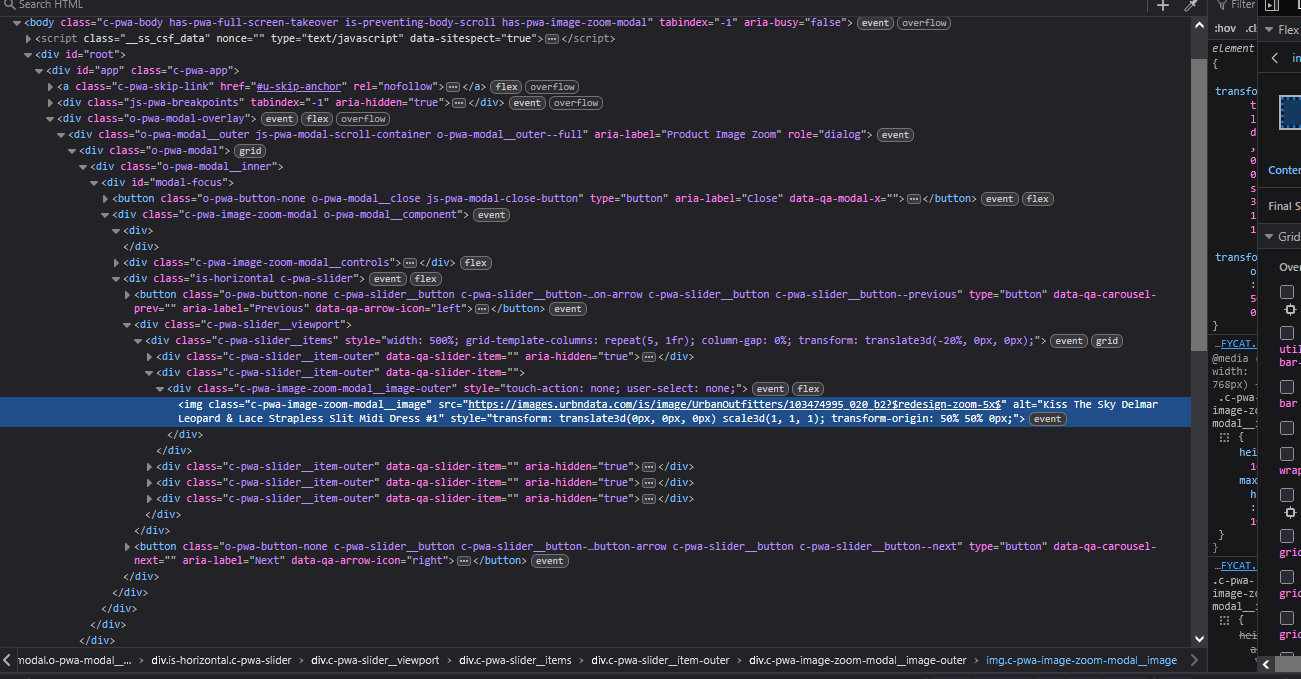 Search HTML
<body class="c-pwa-body has-pwa-full-screen-takeover is-preventing-body-scroll has-pwa-image-zoom-modal" tabindex="-1" aria-busy="false"> event overflow
<script class="__ss_csf_data" nonce="" type="text/javascript" data-sitespect="true">⋯</script>
<div id="root">
<div id="app" class="c-pwa-app">
<a class="c-pwa-skip-link" href="#u-skip-anchor" rel="nofollow">⋯</a> flex overflow
<div class="js-pwa-breakpoints" tabindex="-1" aria-hidden="true">⋯</div> event overflow
<div class="o-pwa-modal-overlay"> event flex overflow
<div class="o-pwa-modal__outer js-pwa-modal-scroll-container o-pwa-modal__outer--full" aria-label="Product Image Zoom" role="dialog"> event
<div class="o-pwa-modal"> grid
<div class="o-pwa-modal__inner">
<div id="modal-focus">
<button class="o-pwa-button-none o-pwa-modal__close js-pwa-modal-close-button" type="button" aria-label="Close" data-qa-modal-x="">⋯</button> event flex
<div class="c-pwa-image-zoom-modal o-pwa-modal__component"> event
<div>
</div>
<div class="c-pwa-image-zoom-modal__controls">⋯</div> flex
<div class="is-horizontal c-pwa-slider"> event flex
<button class="o-pwa-button-none c-pwa-slider__button c-pwa-slider__button-…on-arrow c-pwa-slider__button c-pwa-slider__button--previous" type="button" data-qa-carousel-
prev="" aria-label="Previous" data-qa-arrow-icon="left">⋯</button> event
<div class="c-pwa-slider__viewport">
<div class="c-pwa-slider__items" style="width: 500%; grid-template-columns: repeat(5, 1fr); column-gap: 0%; transform: translate3d(-20%, 0px, 0px);"> event grid
<div class="c-pwa-slider__item-outer" data-qa-slider-item="" aria-hidden="true">⋯</div>
<div class="c-pwa-slider__item-outer" data-qa-slider-item="">
<div class="c-pwa-image-zoom-modal__image-outer" style="touch-action: none; user-select: none;"> event flex
<img class="c-pwa-image-zoom-modal__image" src="https://images.urbndata.com/is/image/UrbanOutfitters/103474995_020_b2?$redesign-zoom-5x$" alt="Kiss The Sky Delmar
Leopard & Lace Strapless Slit Midi Dress #1" style="transform: translate3d(0px, 0px, 0px) scale3d(1, 1, 1); transform-origin: 50% 50% 0px;"> event
</div>
</div>
<div class="c-pwa-slider__item-outer" data-qa-slider-item="" aria-hidden="true">⋯</div>
<div class="c-pwa-slider__item-outer" data-qa-slider-item="" aria-hidden="true">⋯</div>
<div class="c-pwa-slider__item-outer" data-qa-slider-item="" aria-hidden="true">⋯</div>
</div>
</div>
<button class="o-pwa-button-none c-pwa-slider__button c-pwa-slider__button-…button-arrow c-pwa-slider__button c-pwa-slider__button--next" type="button" data-qa-carousel-
next="" aria-label="Next" data-qa-arrow-icon="right">⋯</button> event
</div>
</div>
</div>
</div>
</div>
modal.o-pwa-modal__... › div.is-horizontal.c-pwa-slider › div.c-pwa-slider__viewport › div.c-pwa-slider__items › div.c-pwa-slider__item-outer › div.c-pwa-image-zoom-modal__image-outer › img.c-pwa-image-zoom-modal__image
Filter
:hov .cl
element
{
transfo
t
l
d
,
0
0
s
3
1
1
transfo
o
:
5
0
}
…FYCAT.
@media (
width:
768px)
.c-pwa-
image-zo
modal__i
{
hei
1
max
h
:
10
}
}
…FYCAT.
.c-pwa-
image-zo
modal__i
{
hei
Flex
Conter
Final S
Grid
Over
util
bar-
bar
wrap
grid
grid
grid